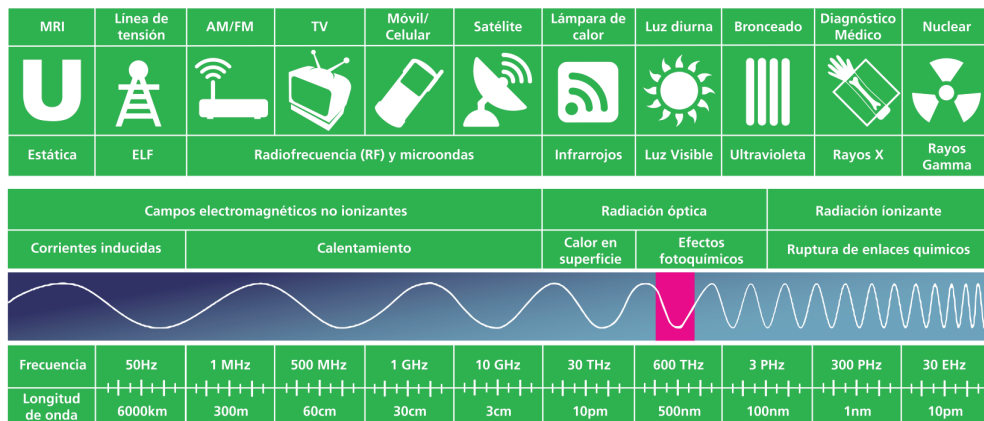 MRI
Línea de
tensión
AM/FM
TV
Móvil/
Celular
Satélite
Lámpara de
calor
Luz diurna
Bronceado
Diagnóstico
Médico
Nuclear
Estática
ELF
Radiofrecuencia (RF) y microondas
Infrarrojos
Luz Visible
Ultravioleta
Rayos X
Rayos
Gamma
Campos electromagnéticos no ionizantes
Radiación óptica
Radiación íonizante
Corrientes inducidas
Calentamiento
Calor en
superficie
Efectos
fotoquímicos
Ruptura de enlaces quimicos
Frecuencia
50Hz
1 MHz
500 MHz
1 GHz
10 GHz
30 THz
600 THz
3 PHz
300 PHz
30 EHz
Longitud
de onda
6000km
300m
60cm
30cm
3cm
10pm
500nm
100nm
1nm
10pm